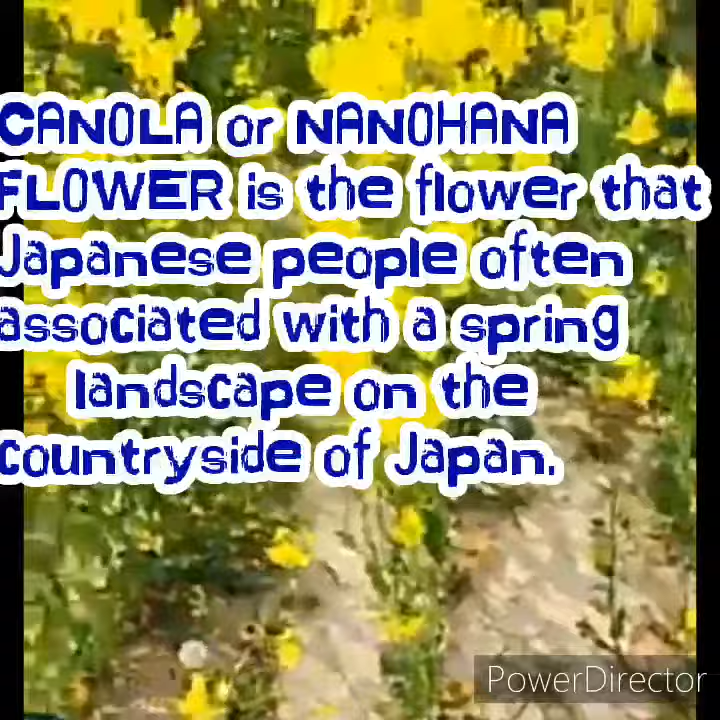 CANOLA or NANOHANA
FLOWER is the flower that
Japanese people often
associated with a spring
landscape on the
countryside of Japan.
PowerDirector